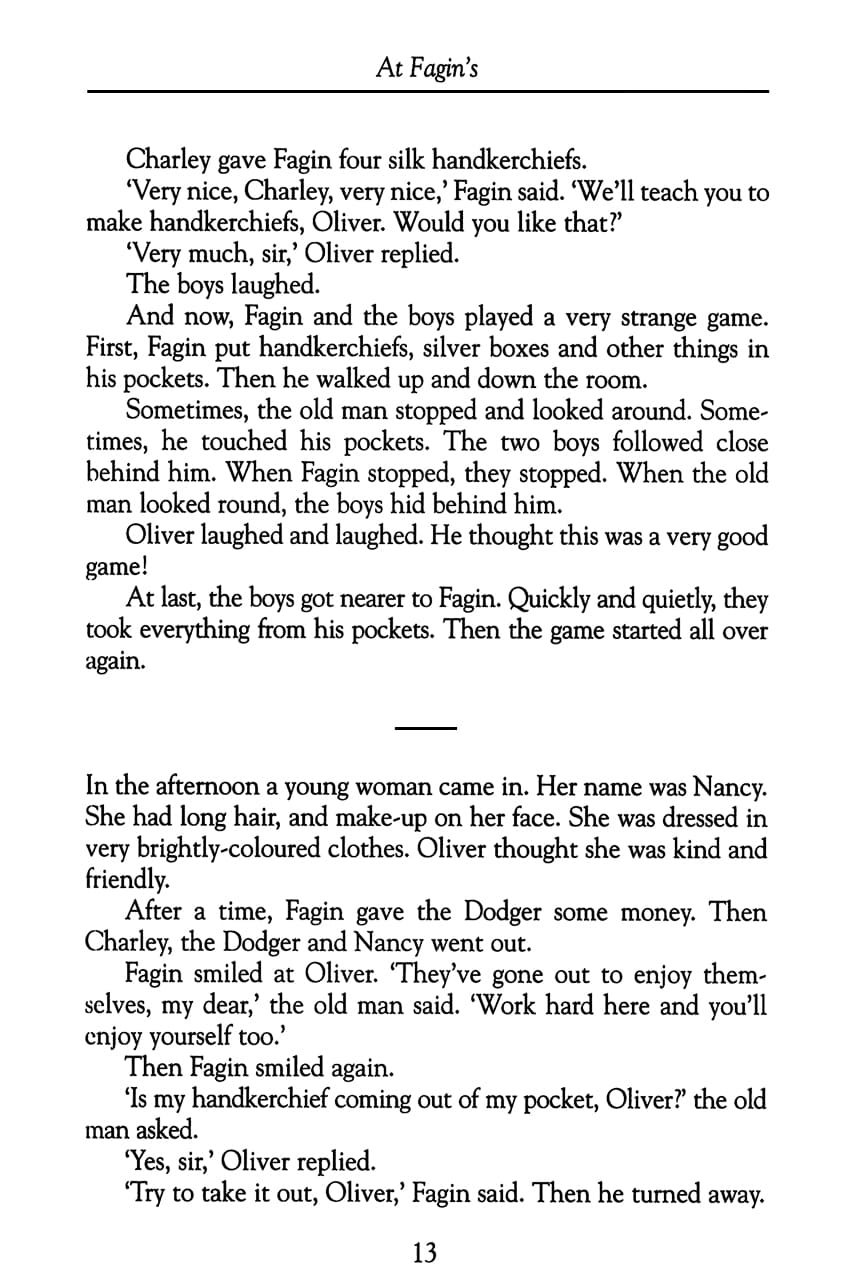 At Fagin's
Charley gave Fagin four silk handkerchiefs.
‘Very nice, Charley, very nice,’ Fagin said. ‘We’ll teach you to
make handkerchiefs, Oliver. Would you like that?’
‘Very much, sir,’ Oliver replied.
The boys laughed.
And now, Fagin and the boys played a very strange game.
First, Fagin put handkerchiefs, silver boxes and other things in
his pockets. Then he walked up and down the room.
Sometimes, the old man stopped and looked around. Some-
times, he touched his pockets. The two boys followed close
behind him. When Fagin stopped, they stopped. When the old
man looked round, the boys hid behind him.
Oliver laughed and laughed. He thought this was a very good
game!
At last, the boys got nearer to Fagin. Quickly and quietly, they
took everything from his pockets. Then the game started all over
again.
In the afternoon a young woman came in. Her name was Nancy.
She had long hair, and make-up on her face. She was dressed in
very brightly-coloured clothes. Oliver thought she was kind and
friendly.
After a time, Fagin gave the Dodger some money. Then
Charley, the Dodger and Nancy went out.
Fagin smiled at Oliver. ‘They’ve gone out to enjoy them-
selves, my dear,’ the old man said. ‘Work hard here and you’ll
enjoy yourself too.’
Then Fagin smiled again.
‘Is my handkerchief coming out of my pocket, Oliver?’ the old
man asked.
‘Yes, sir,’ Oliver replied.
‘Try to take it out, Oliver,’ Fagin said. Then he turned away.
13